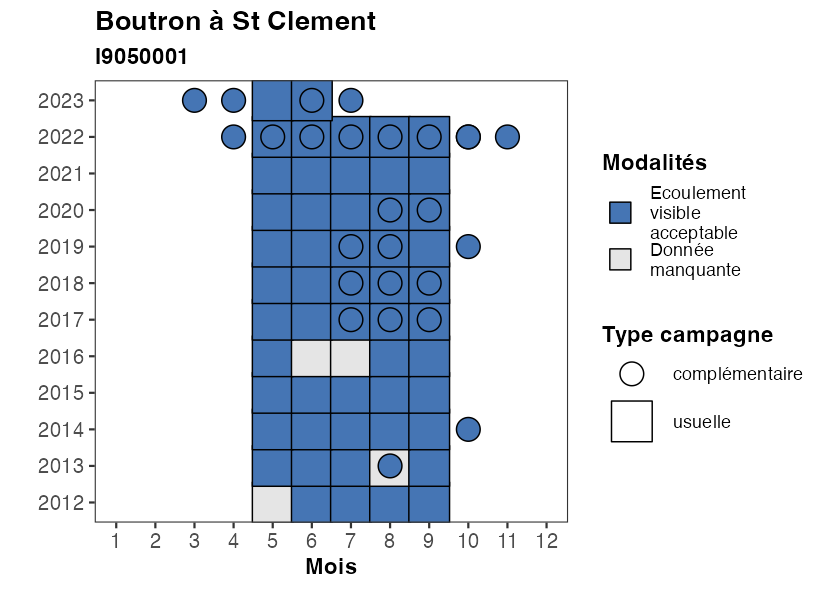 Boutron à St Clement
I9050001
2023
2022
2021
2020
2019
2018
2017
2016
2015
2014
2013
2012
1 2 3 4 5 6 7 8 9 10 11 12
Mois
Modalités
Ecoulement
visible
acceptable
Donnée
manquante
Type campagne
complémentaire
usuelle